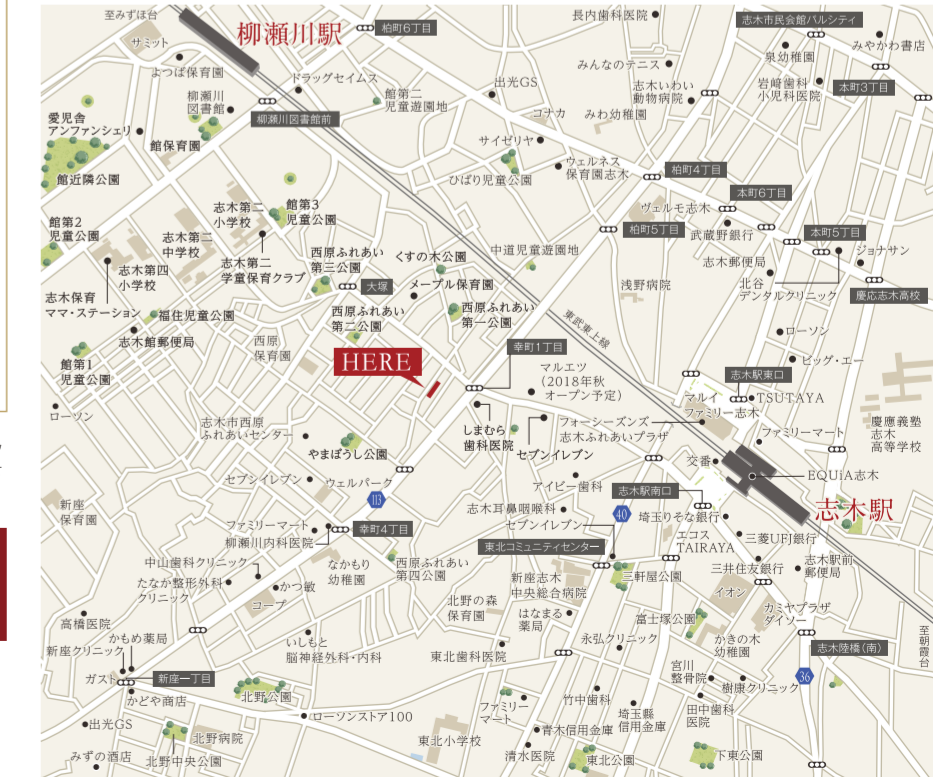 至みずほ台
サミット
柳瀬川駅
柏町6丁目
長内歯科医院
志木市民会館パルシティ
みやかわ書店
泉幼稚園
よつば保育園
ドラッグセイムス
みんなのテニス
出光GS
志木いわい
動物病院
岩﨑歯科
小児科医院
本町3丁目
柳瀬川
図書館
館第二
児童遊園地
コナカ
みわ幼稚園
愛児舎
アンファンシェリ
柳瀬川図書館前
館保育園
サイゼリヤ
ウェルネス
保育園志木
柏町4丁目
館近隣公園
ひばり児童公園
本町6丁目
ヴェルモ志木
館第2
児童公園
志木第二
小学校
館第3
児童公園
志木第二
中学校
柏町5丁目
武蔵野銀行
本町5丁目
ジョナサン
志木第四
小学校
志木第二
学童保育クラブ
西原ふれあい
第三公園
くすの木公園
中道児童遊園地
志木郵便局
北谷
デンタルクリニック
慶応志木高校
大塚
メープル保育園
浅野病院
志木保育
ママ・ステーション
福住児童公園
西原ふれあい
第二公園
西原ふれあい
第一公園
東武東上線
志木館郵便局
西原
保育園
幸町1丁目
ローソン
館第1
児童公園
HERE
マルエツ
(2018年秋
オープン予定)
ビッグ・エー
志木駅東口
マルイ
ファミリー志木
TSUTAYA
ローソン
志木市西原
ふれあいセンター
しまむら
歯科医院
セブンイレブン
フォーシーズンズ
志木ふれあいプラザ
ファミリーマート
慶應義塾
志木
高等学校
やまぼうし公園
交番
EQUiA志木
セブンイレブン
ウェルパーク
アイビー歯科
志木駅南口
志木駅
113
40
新座
保育園
ファミリーマート
柳瀬川内科医院
幸町4丁目
志木耳鼻咽喉科
セブンイレブン
埼玉りそな銀行
エコス
TAIRAYA
三菱UFJ銀行
東北コミュニティセンター
中山歯科クリニック
なかもり
幼稚園
西原ふれあい
第四公園
新座志木
中央総合病院
三軒屋公園
三井住友銀行
志木駅前
郵便局
たなか整形外科
クリニック
かつ敏
コープ
北野の森
保育園
はなまる
薬局
イオン
富士塚公園
カミヤプラザ
ダイソー
至朝霞台
高橋医院
かもめ薬局
新座クリニック
いしもと
脳神経外科・内科
東北歯科医院
永弘クリニック
かきの木
幼稚園
志木陸橋(南)
ガスト
新座一丁目
宮川
整骨院
樹康クリニック
36
かどや商店
北野公園
ローソンストア100
ファミリー
マート
竹中歯科
埼玉縣
信用金庫
田中歯科
医院
出光GS
北野病院
東北小学校
青木信用金庫
みずの酒店
北野中央公園
清水医院
東北公園
下東公園